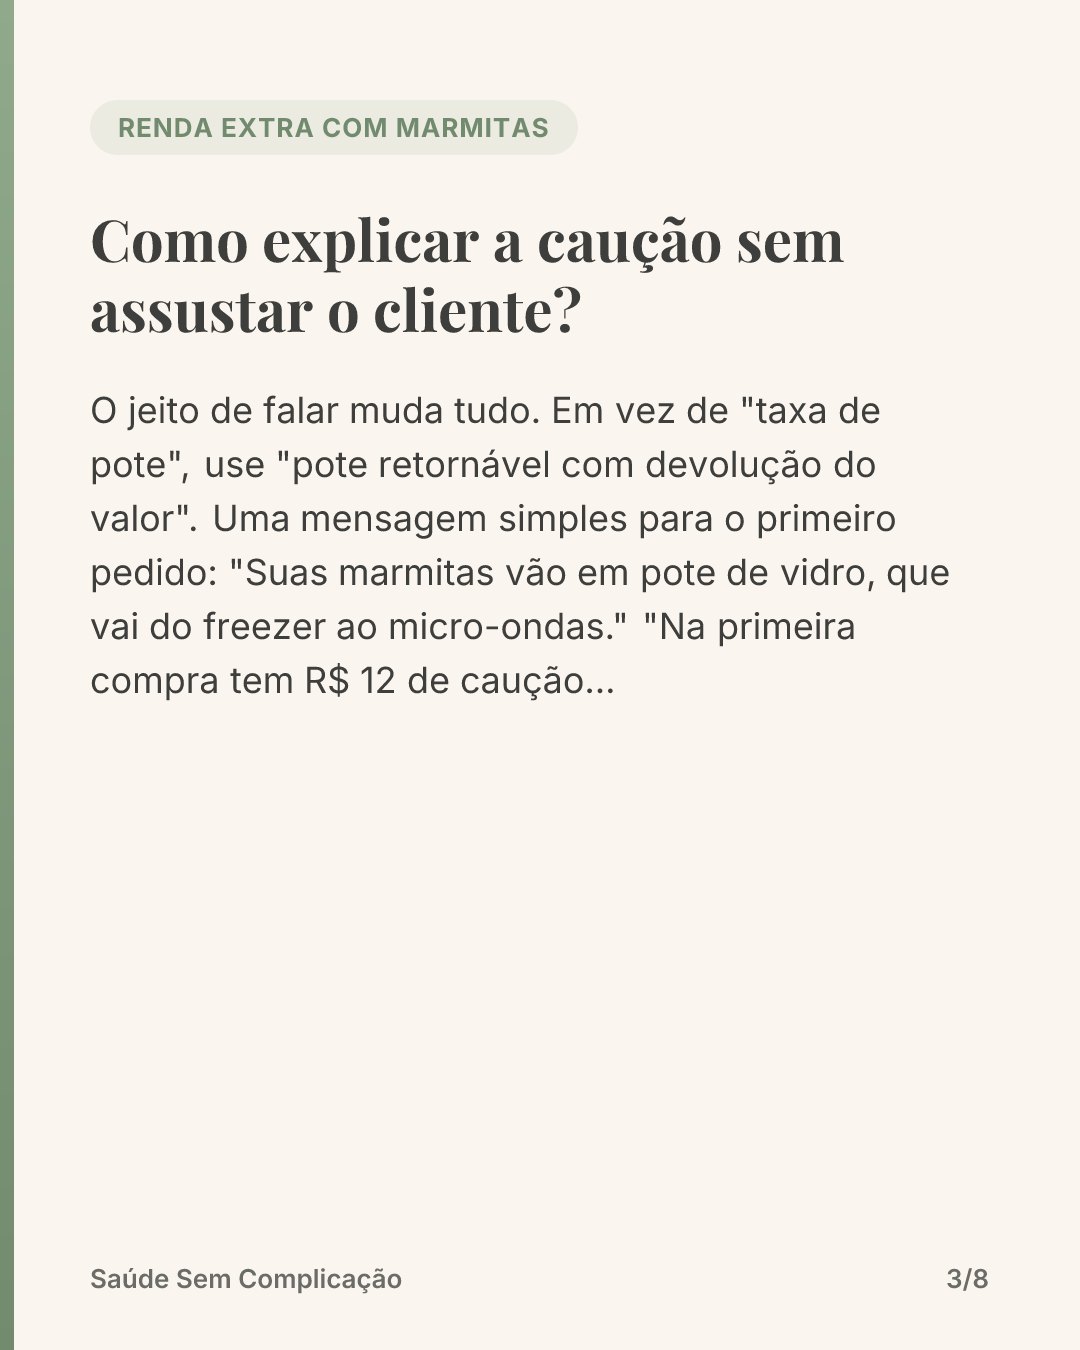 RENDA EXTRA COM MARMITAS
Como explicar a caução sem
assustar o cliente?
O jeito de falar muda tudo. Em vez de "taxa de
pote", use "pote retornável com devolução do
valor". Uma mensagem simples para o primeiro
pedido: "Suas marmitas vão em pote de vidro, que
vai do freezer ao micro-ondas." "Na primeira
compra tem R$ 12 de caução...
Saúde Sem Complicação
3/8